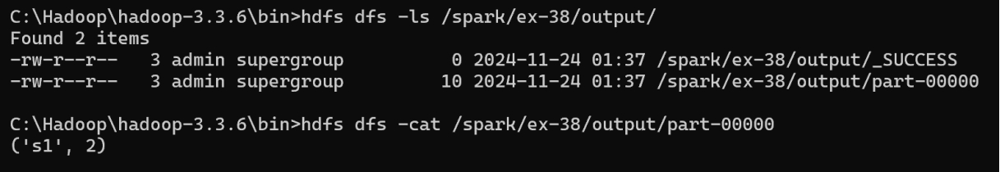 C:\Hadoop\hadoop-3.3.6\bin>hdfs dfs -ls /spark/ex-38/output/
Found 2 items
-rw-r--r--   3 admin supergroup          0 2024-11-24 01:37 /spark/ex-38/output/_SUCCESS
-rw-r--r--   3 admin supergroup         10 2024-11-24 01:37 /spark/ex-38/output/part-00000
C:\Hadoop\hadoop-3.3.6\bin>hdfs dfs -cat /spark/ex-38/output/part-00000
('s1', 2)